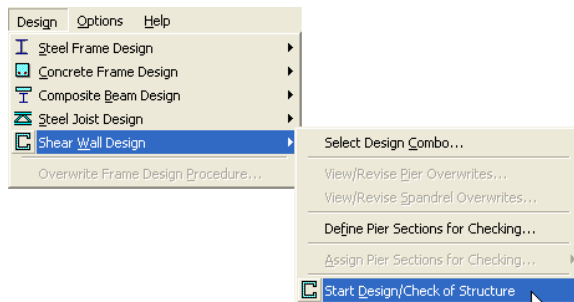 Design Options Help
Steel Frame Design
Concrete Frame Design
Composite Beam Design
Steel Joist Design
Shear Wall Design
Overwrite Frame Design Procedure...
Select Design Combo...
View/Revise Pier Overwrites...
View/Revise Spandrel Overwrites...
Define Pier Sections for Checking...
Assign Pier Sections for Checking...
Start Design/Check of Structure